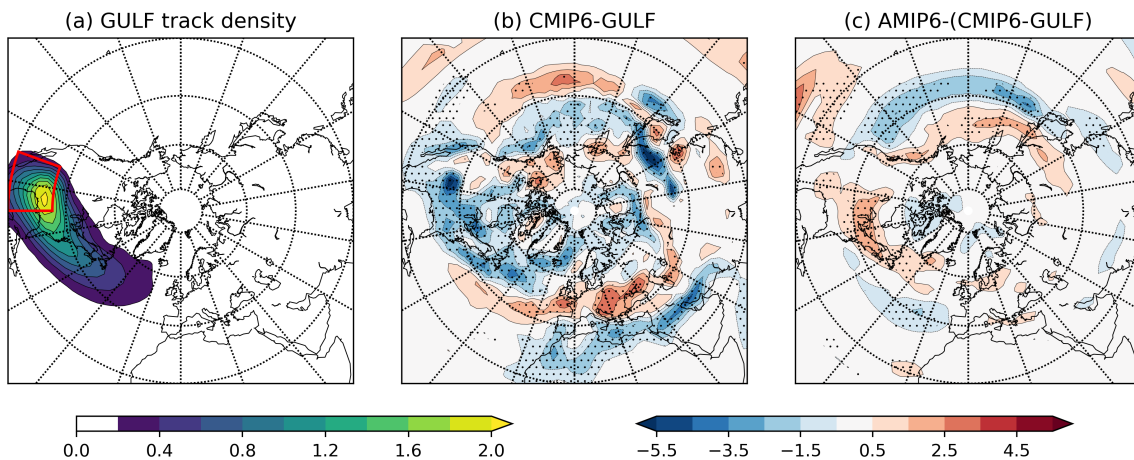 (a) GULF track density
(b) CMIP6-GULF
(c) AMIP6-(CMIP6-GULF)
0.0 0.4 0.8 1.2 1.6 2.0
−5.5 −3.5 −1.5 0.5 2.5 4.5